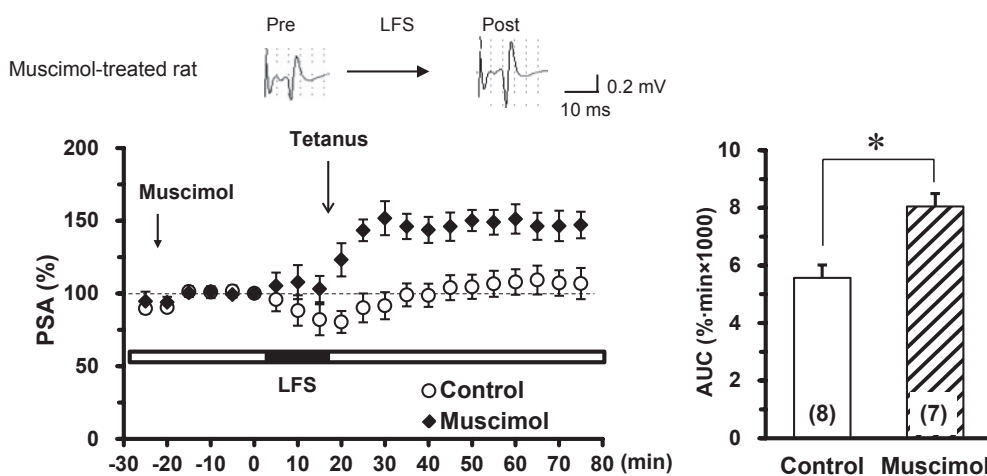 Pre LFS Post
Muscimol-treated rat
0.2 mV
10 ms
Tetanus
Muscimol
PSA (%)
200
150
100
50
0
LFS
Control
Muscimol
-30 -20 -10 0 10 20 30 40 50 60 70 80 (min)
AUC (%·min×1000)
10
8
6
4
2
0
*
(8) (7)
Control Muscimol